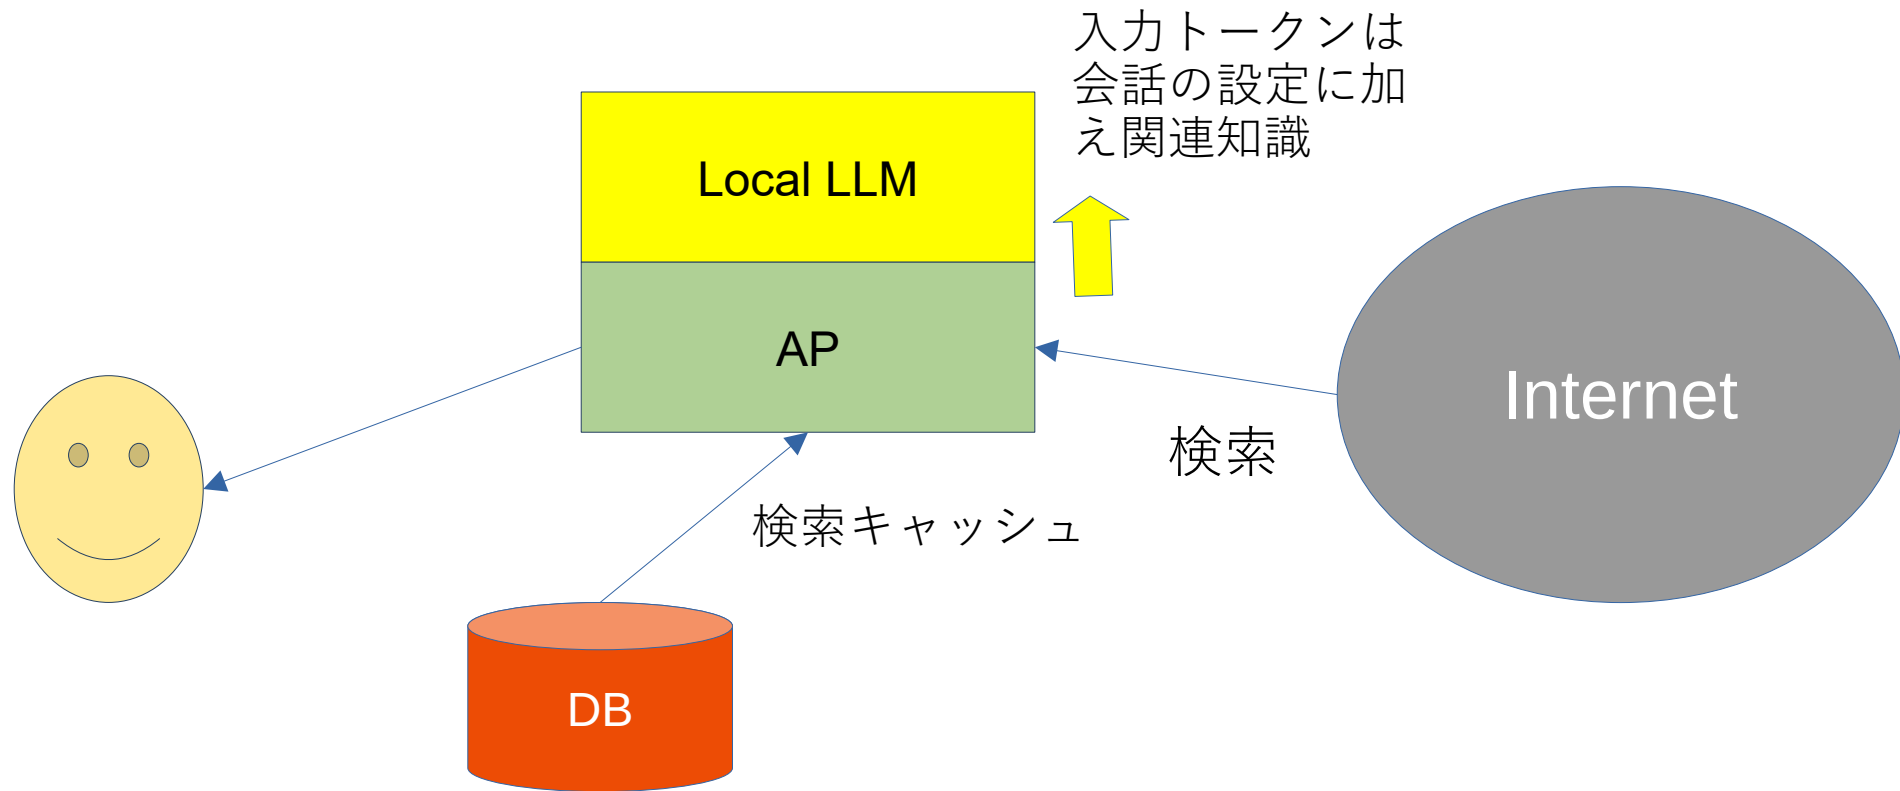 入力トークンは
会話の設定に加
え関連知識
Local LLM
AP
Internet
検索
検索キャッシュ
DB